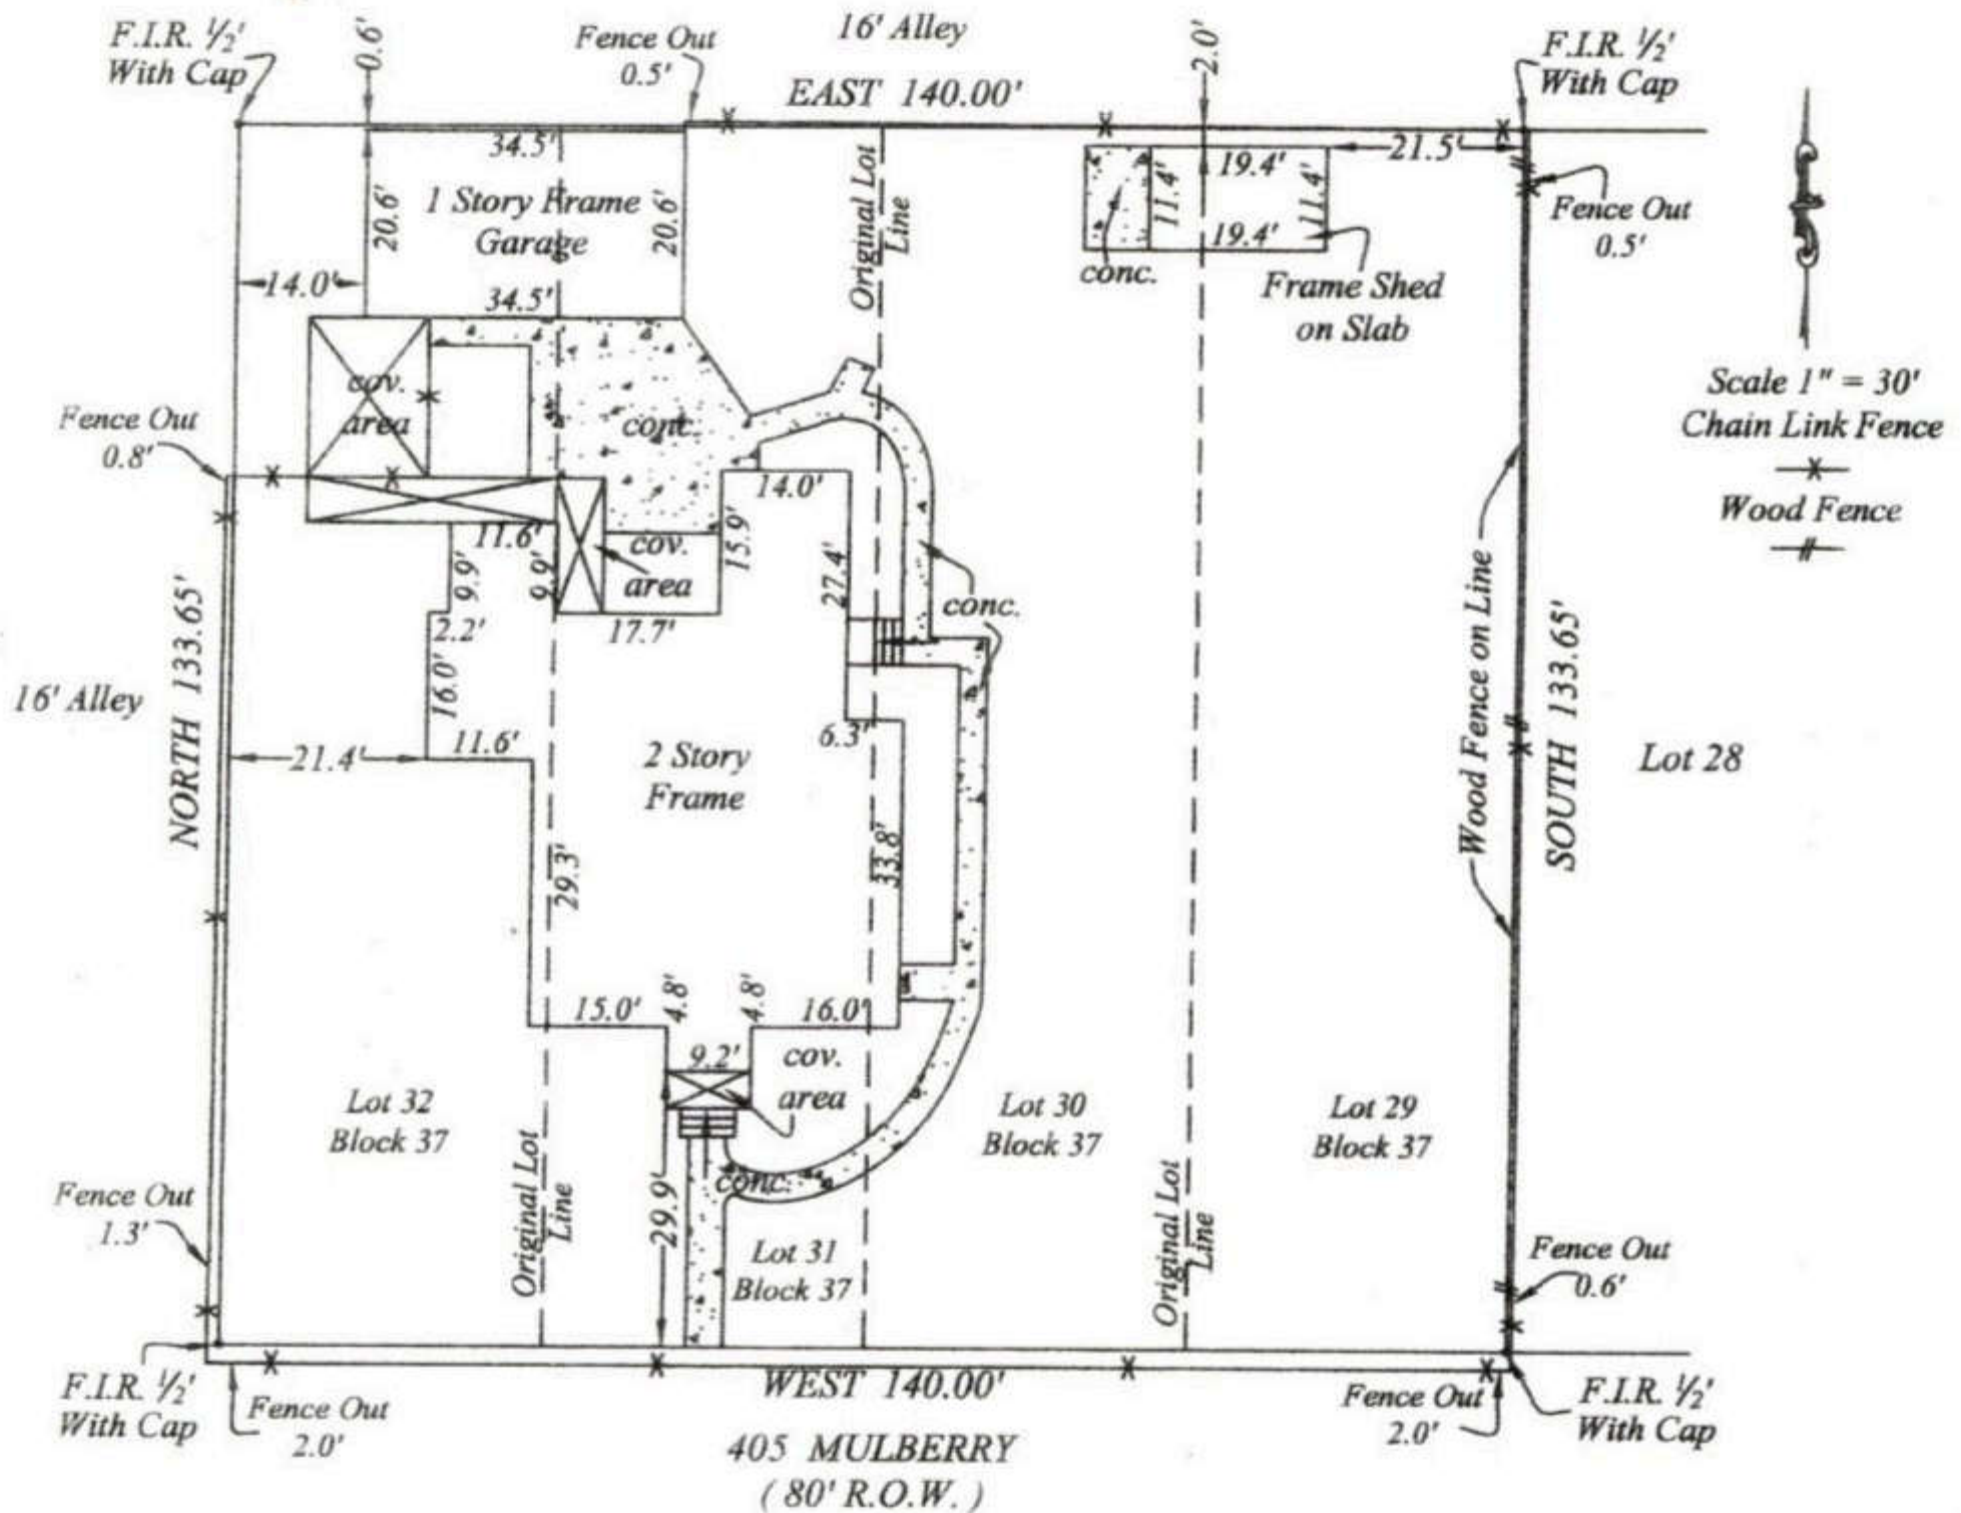 F.I.R. ½'
With Cap
0.6'
Fence Out
0.5'
16' Alley
EAST 140.00'
2.0'
F.I.R. ½'
With Cap
34.5'
1 Story Frame
Garage
20.6'
20.6'
34.5'
14.0'
Original Lot
Line
19.4'
11.4'
11.4'
19.4'
21.5'
conc.
Frame Shed
on Slab
Fence Out
0.5'
Scale 1" = 30'
Chain Link Fence
Wood Fence
cov.
area
conc.
Fence Out
0.8'
14.0'
15.9'
11.6'
9.9'
9.9'
cov.
area
27.4'
conc.
2.2'
17.7'
16.0'
NORTH 133.65'
16' Alley
21.4'
11.6'
2 Story
Frame
6.3'
Wood Fence on Line
SOUTH 133.65'
Lot 28
29.3'
33.8'
15.0'
4.8'
4.8'
16.0'
9.2'
cov.
area
Lot 32
Block 37
Lot 30
Block 37
Lot 29
Block 37
Original Lot
Line
conc.
29.9'
Lot 31
Block 37
Original Lot
Line
Fence Out
1.3'
Fence Out
0.6'
F.I.R. ½'
With Cap
Fence Out
2.0'
WEST 140.00'
Fence Out
2.0'
F.I.R. ½'
With Cap
405 MULBERRY
( 80' R.O.W. )